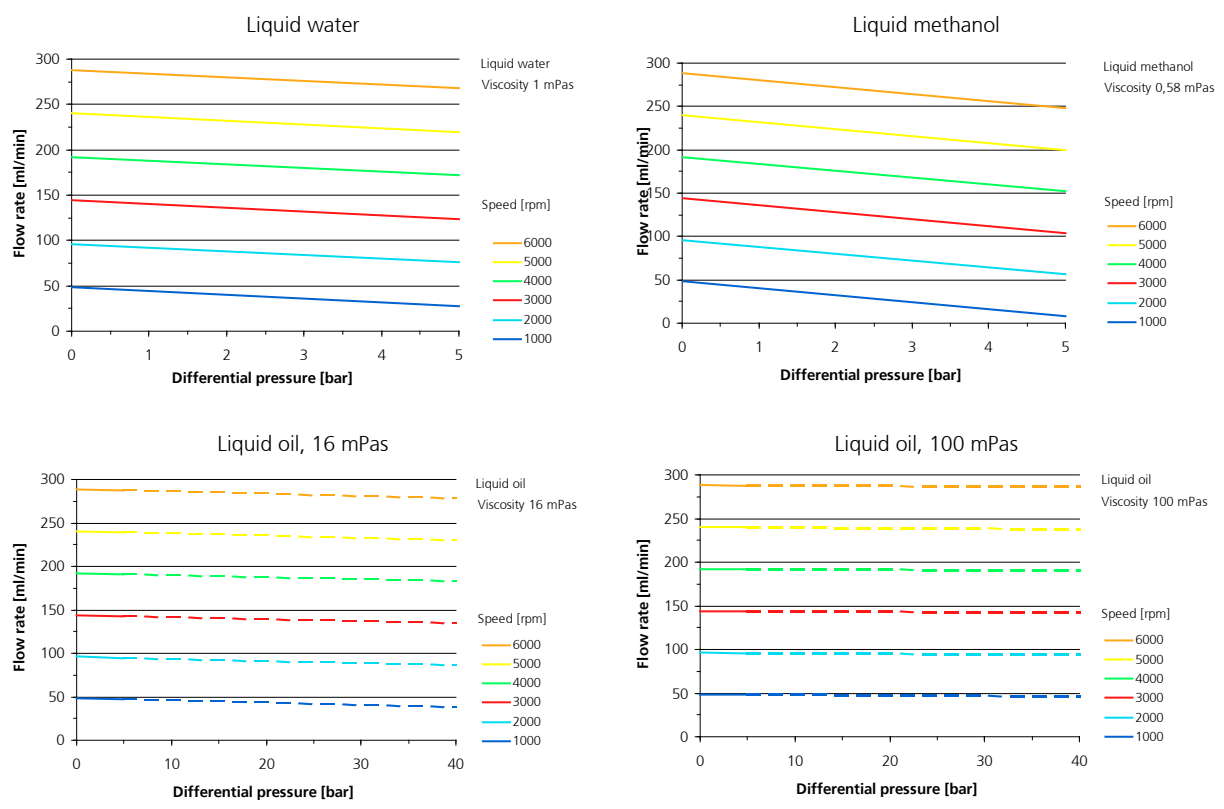 Liquid water
Flow rate [ml/min]
300
250
200
150
100
50
0
0 1 2 3 4 5
Differential pressure [bar]
Liquid water
Viscosity 1 mPas
Speed [rpm]
6000
5000
4000
3000
2000
1000
Liquid methanol
Flow rate [ml/min]
300
250
200
150
100
50
0
0 1 2 3 4 5
Differential pressure [bar]
Liquid methanol
Viscosity 0,58 mPas
Speed [rpm]
6000
5000
4000
3000
2000
1000
Liquid oil, 16 mPas
Flow rate [ml/min]
300
250
200
150
100
50
0
0 10 20 30 40
Differential pressure [bar]
Liquid oil
Viscosity 16 mPas
Speed [rpm]
6000
5000
4000
3000
2000
1000
Liquid oil, 100 mPas
Flow rate [ml/min]
300
250
200
150
100
50
0
0 10 20 30 40
Differential pressure [bar]
Liquid oil
Viscosity 100 mPas
Speed [rpm]
6000
5000
4000
3000
2000
1000